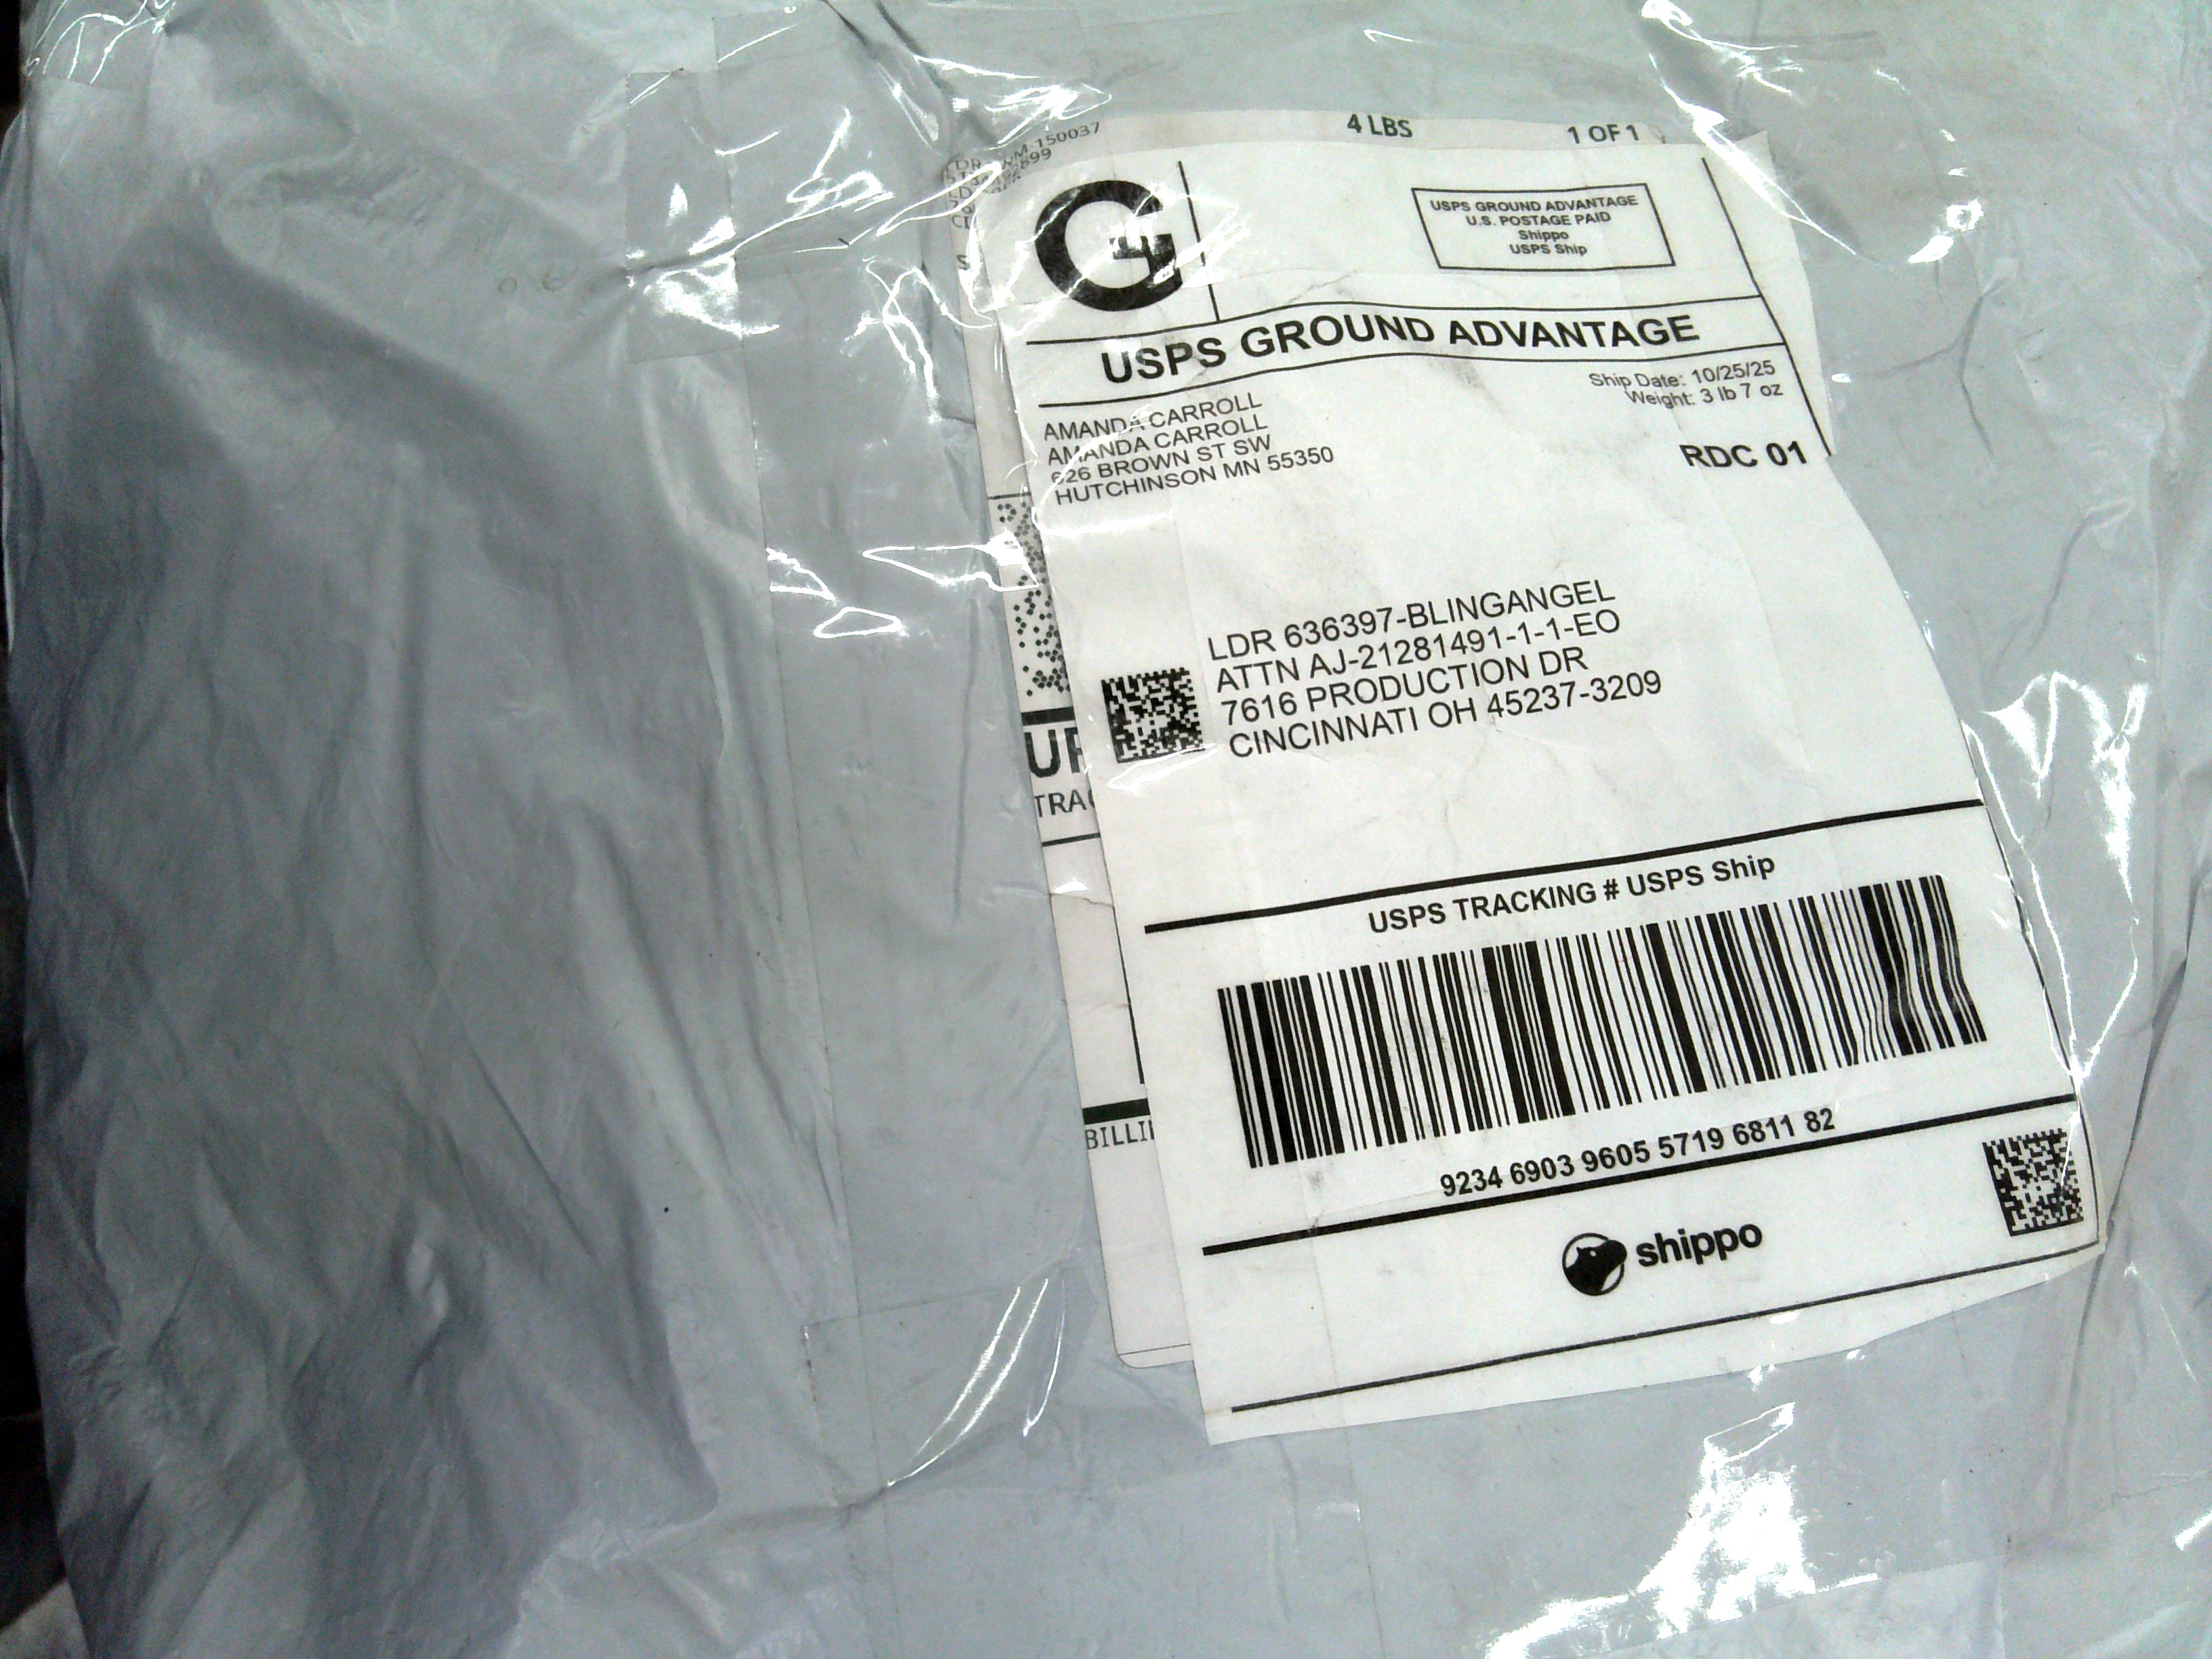 4 LBS 1 OF 1
G
USPS GROUND ADVANTAGE
U.S. POSTAGE PAID
Shippo
USPS Ship
USPS GROUND ADVANTAGE
Ship Date: 10/25/25
Weight: 3 lb 7 oz
AMANDA CARROLL
AMANDA CARROLL
626 BROWN ST SW
HUTCHINSON MN 55350
RDC 01
LDR 636397-BLINGANGEL
ATTN AJ-21281491-1-1-EO
7616 PRODUCTION DR
CINCINNATI OH 45237-3209
TRA
USPS TRACKING # USPS Ship
9234 6903 9605 5719 6811 82
BILLI
shippo